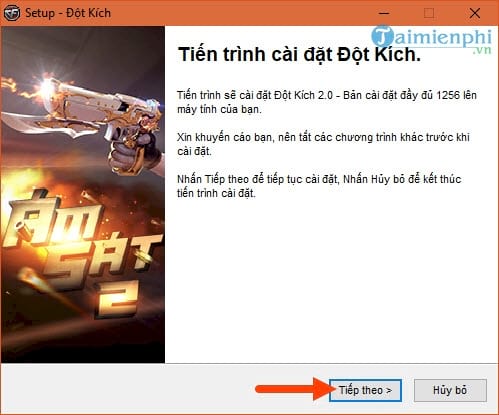 Setup - Đột Kích
Taimienphi
.vn
Tiến trình cài đặt Đột Kích.
Tiến trình sẽ cài đặt Đột Kích 2.0 - Bản cài đặt đầy đủ 1256 lên
máy tính của bạn.
Xin khuyến cáo bạn, nên tắt các chương trình khác trước khi
cài đặt.
Nhấn Tiếp theo để tiếp tục cài đặt, Nhấn Hủy bỏ để kết thúc
tiến trình cài đặt.
ÁM
SÁT
2
Tiếp theo >
Hủy bỏ